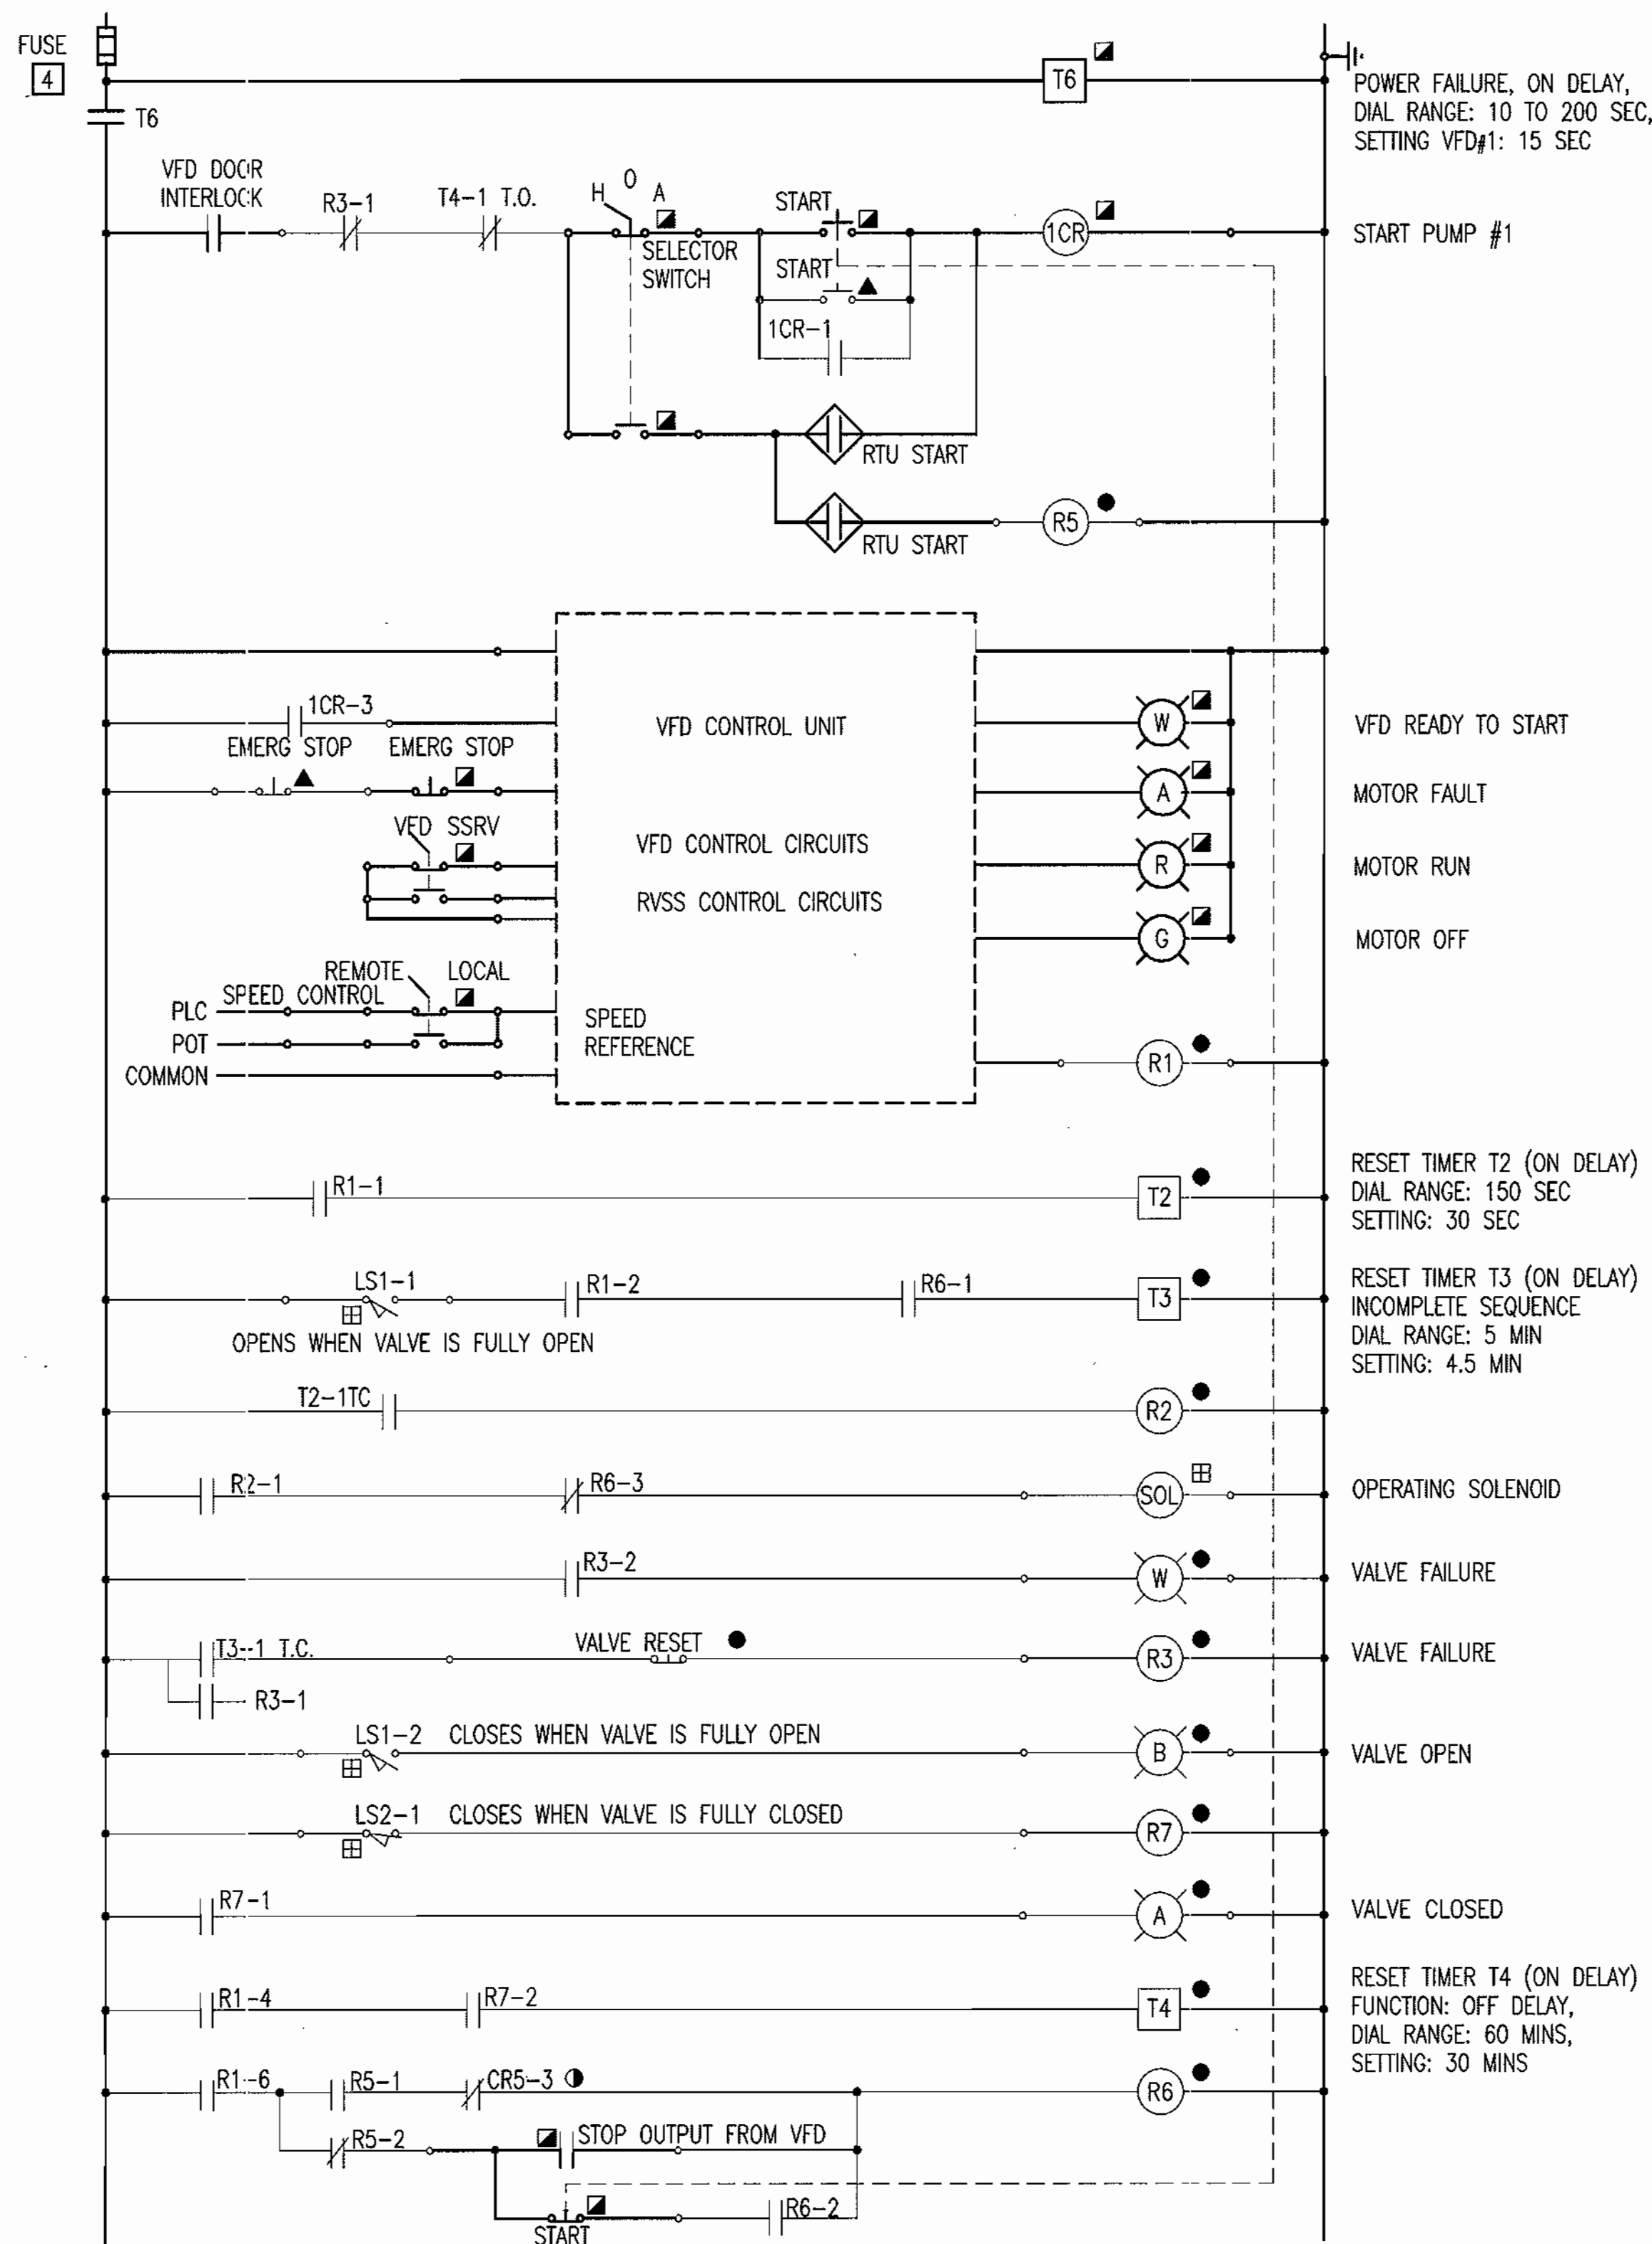 FUSE
4
T6
T6
POWER FAILURE, ON DELAY,
DIAL RANGE: 10 TO 200 SEC,
SETTING VFD#1: 15 SEC
VFD DOOR
INTERLOCK
R3-1
T4-1 T.O.
H O A
SELECTOR
SWITCH
START
START
1CR-1
1CR
START PUMP #1
RTU START
RTU START
R5
VFD CONTROL UNIT
1CR-3
W
VFD READY TO START
EMERG STOP
EMERG STOP
A
MOTOR FAULT
VFD SSRV
VFD CONTROL CIRCUITS
R
MOTOR RUN
RVSS CONTROL CIRCUITS
G
MOTOR OFF
REMOTE LOCAL
SPEED CONTROL
PLC
POT
COMMON
SPEED
REFERENCE
R1
R1-1
T2
RESET TIMER T2 (ON DELAY)
DIAL RANGE: 150 SEC
SETTING: 30 SEC
LS1-1
OPENS WHEN VALVE IS FULLY OPEN
R1-2
R6-1
T3
RESET TIMER T3 (ON DELAY)
INCOMPLETE SEQUENCE
DIAL RANGE: 5 MIN
SETTING: 4.5 MIN
T2-1TC
R2
R2-1
R6-3
SOL
OPERATING SOLENOID
R3-2
W
VALVE FAILURE
T3-1 T.C.
VALVE RESET
R3
VALVE FAILURE
R3-1
LS1-2 CLOSES WHEN VALVE IS FULLY OPEN
B
VALVE OPEN
LS2-1 CLOSES WHEN VALVE IS FULLY CLOSED
R7
R7-1
A
VALVE CLOSED
R1-4
R7-2
T4
RESET TIMER T4 (ON DELAY)
FUNCTION: OFF DELAY,
DIAL RANGE: 60 MINS,
SETTING: 30 MINS
R1-6
R5-1
CR5-3
R6
R5-2
STOP OUTPUT FROM VFD
START
R6-2